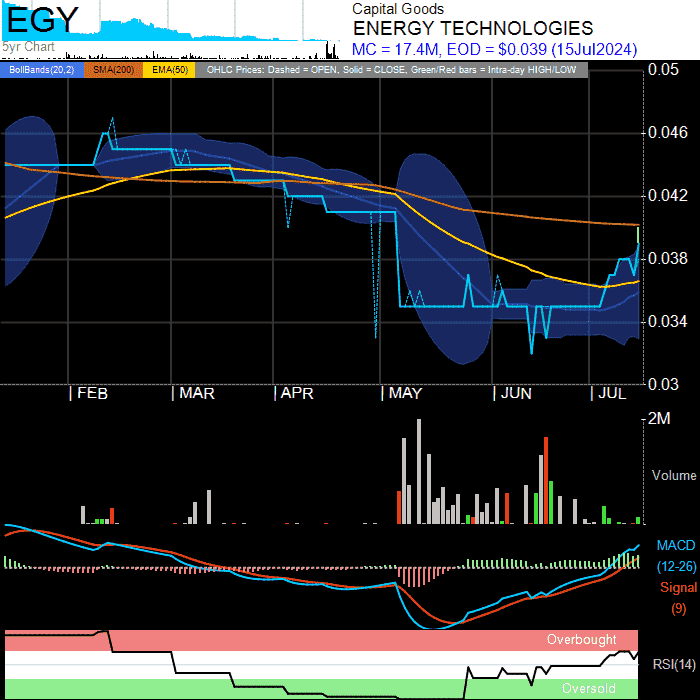 EGY
5yr Chart
Capital Goods
ENERGY TECHNOLOGIES
MC = 17.4M, EOD = $0.039 (15Jul2024)
BollBands(20,2) SMA(200) EMA(50) OHLC Prices: Dashed = OPEN, Solid = CLOSE, Green/Red bars = Intra-day HIGH/LOW
0.05
0.046
0.042
0.038
0.034
0.03
FEB MAR APR MAY JUN JUL
2M
Volume
MACD
(12-26)
Signal
(9)
Overbought
RSI(14)
Oversold